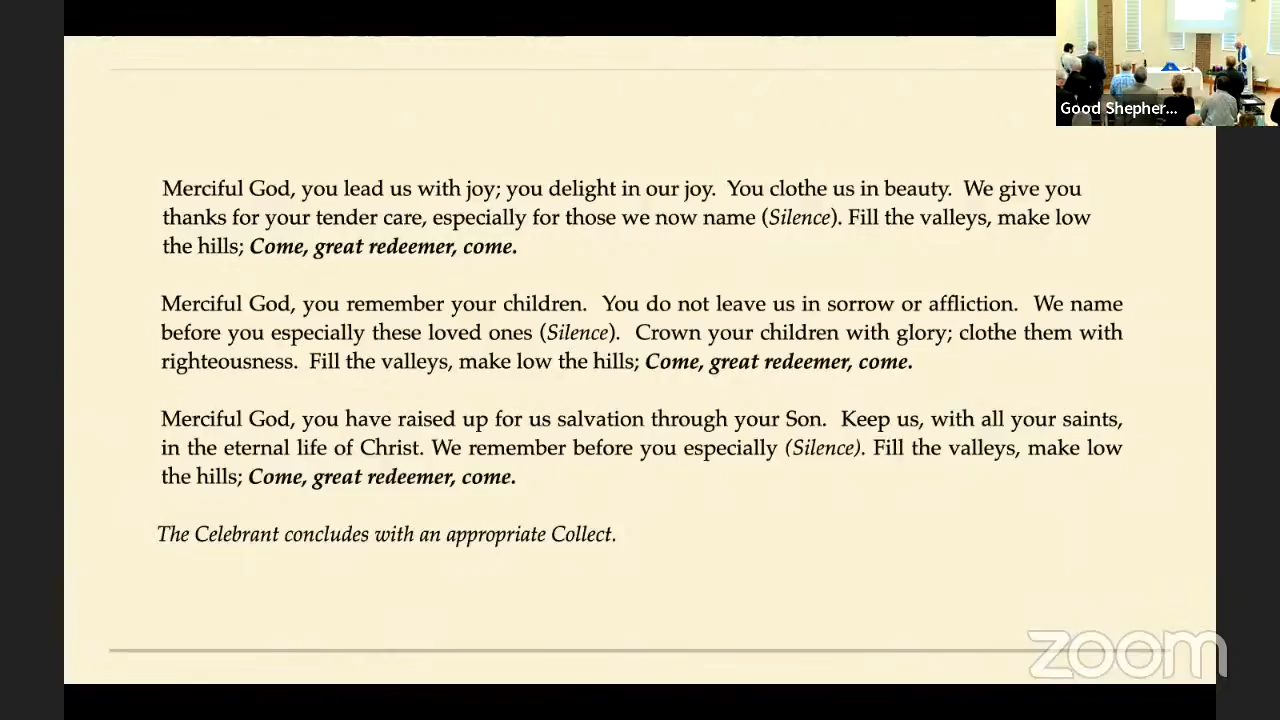 Good Shepher...
Merciful God, you lead us with joy; you delight in our joy. You clothe us in beauty. We give you
thanks for your tender care, especially for those we now name (Silence). Fill the valleys, make low
the hills; Come, great redeemer, come.
Merciful God, you remember your children. You do not leave us in sorrow or affliction. We name
before you especially these loved ones (Silence). Crown your children with glory; clothe them with
righteousness. Fill the valleys, make low the hills; Come, great redeemer, come.
Merciful God, you have raised up for us salvation through your Son. Keep us, with all your saints,
in the eternal life of Christ. We remember before you especially (Silence). Fill the valleys, make low
the hills; Come, great redeemer, come.
The Celebrant concludes with an appropriate Collect.
zoom